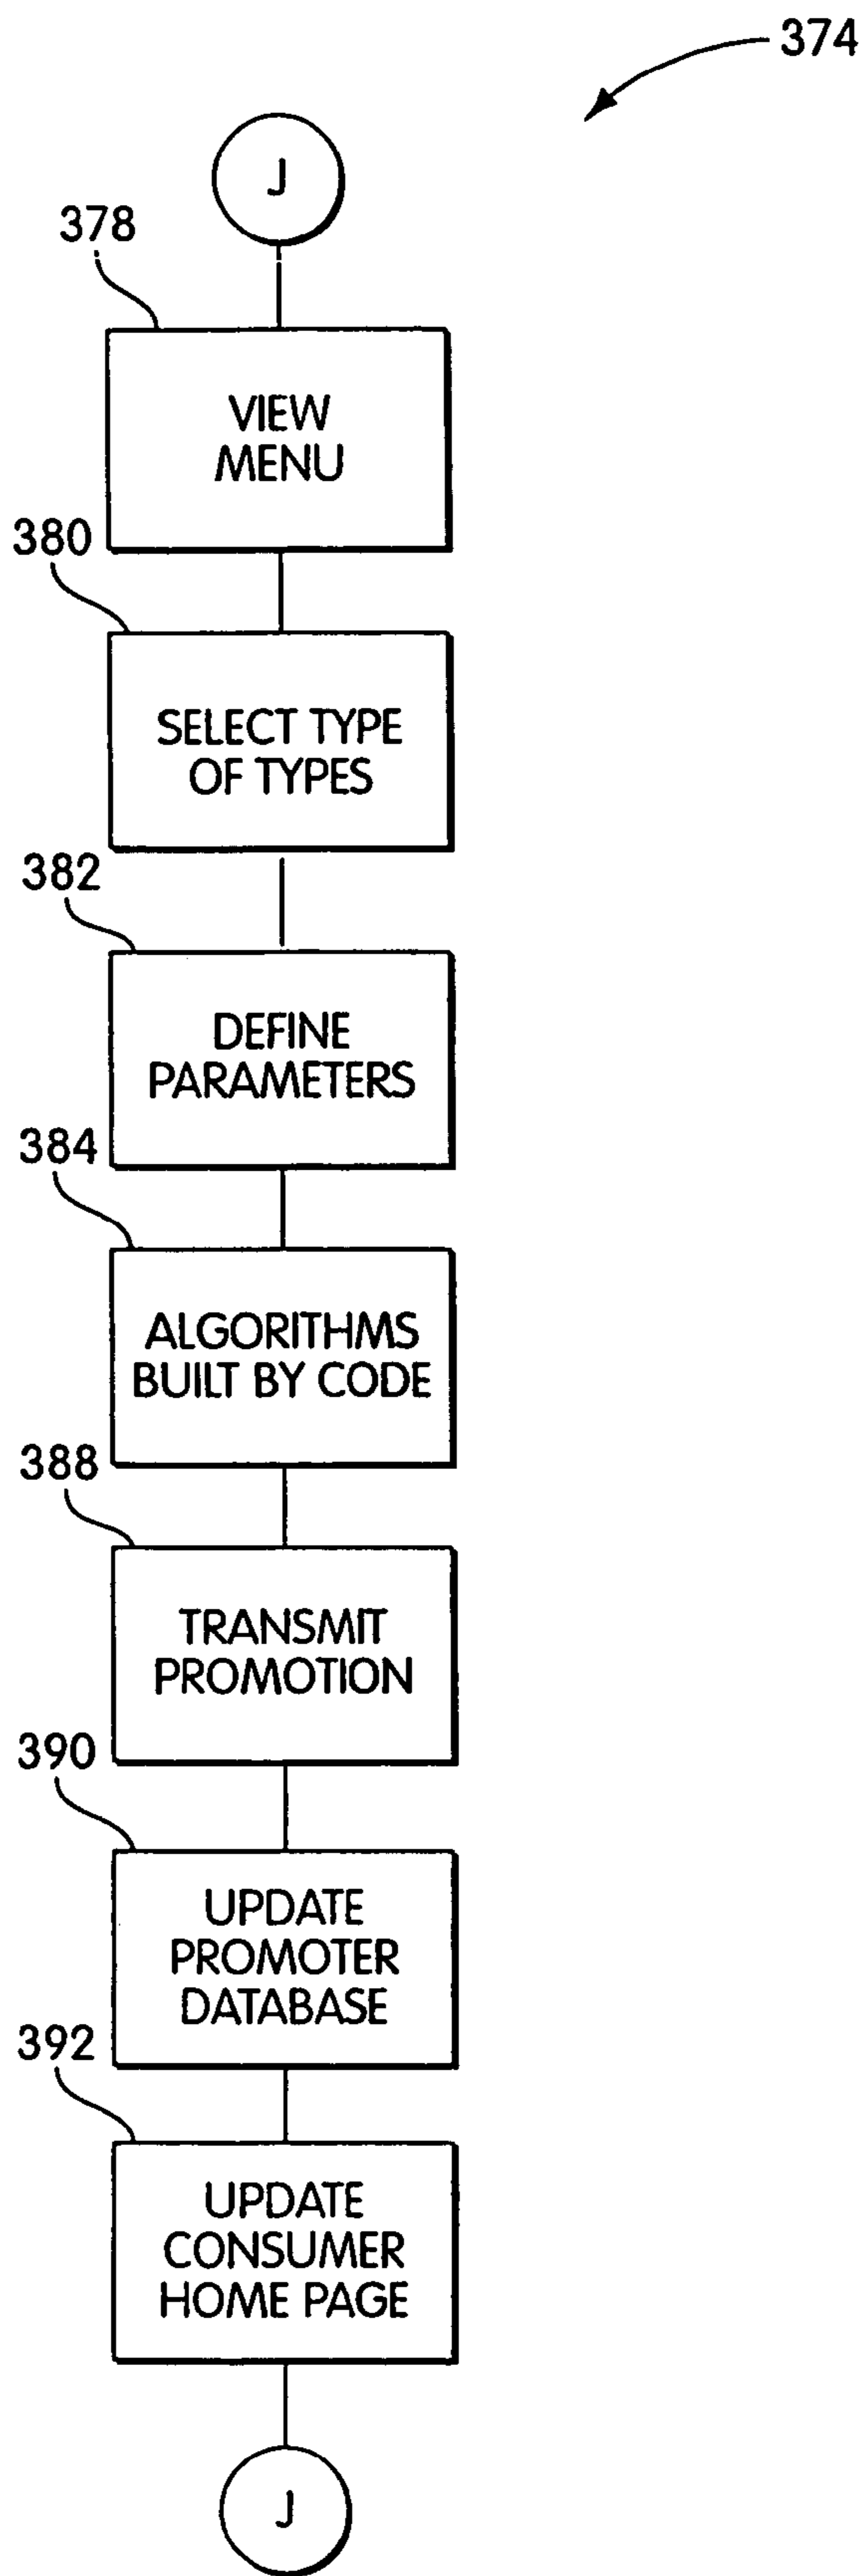 374
J
378
VIEW
MENU
380
SELECT TYPE
OF TYPES
382
DEFINE
PARAMETERS
384
ALGORITHMS
BUILT BY CODE
388
TRANSMIT
PROMOTION
390
UPDATE
PROMOTER
DATABASE
392
UPDATE
CONSUMER
HOME PAGE
J